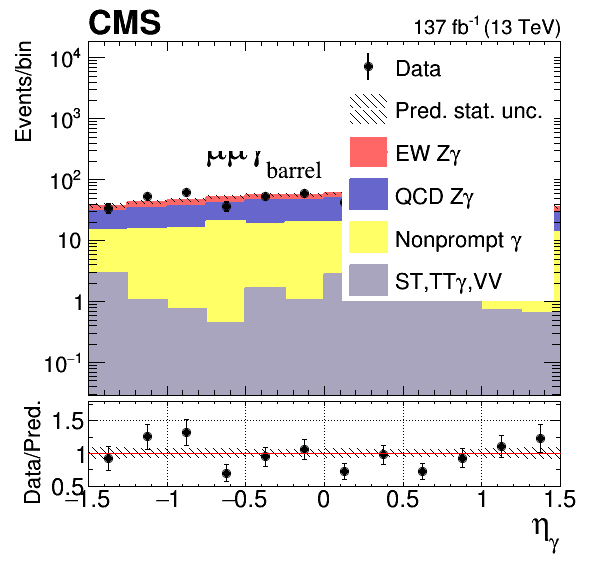 CMS 137 fb⁻¹ (13 TeV)
Events/bin
10⁴
10³
10²
10
1
10⁻¹
Data
Pred. stat. unc.
EW Zγ
QCD Zγ
Nonprompt γ
ST,TTγ,VV
μμγ barrel
Data/Pred.
1.5
1
0.5
−1.5 −1 −0.5 0 0.5 1 1.5
η_γ